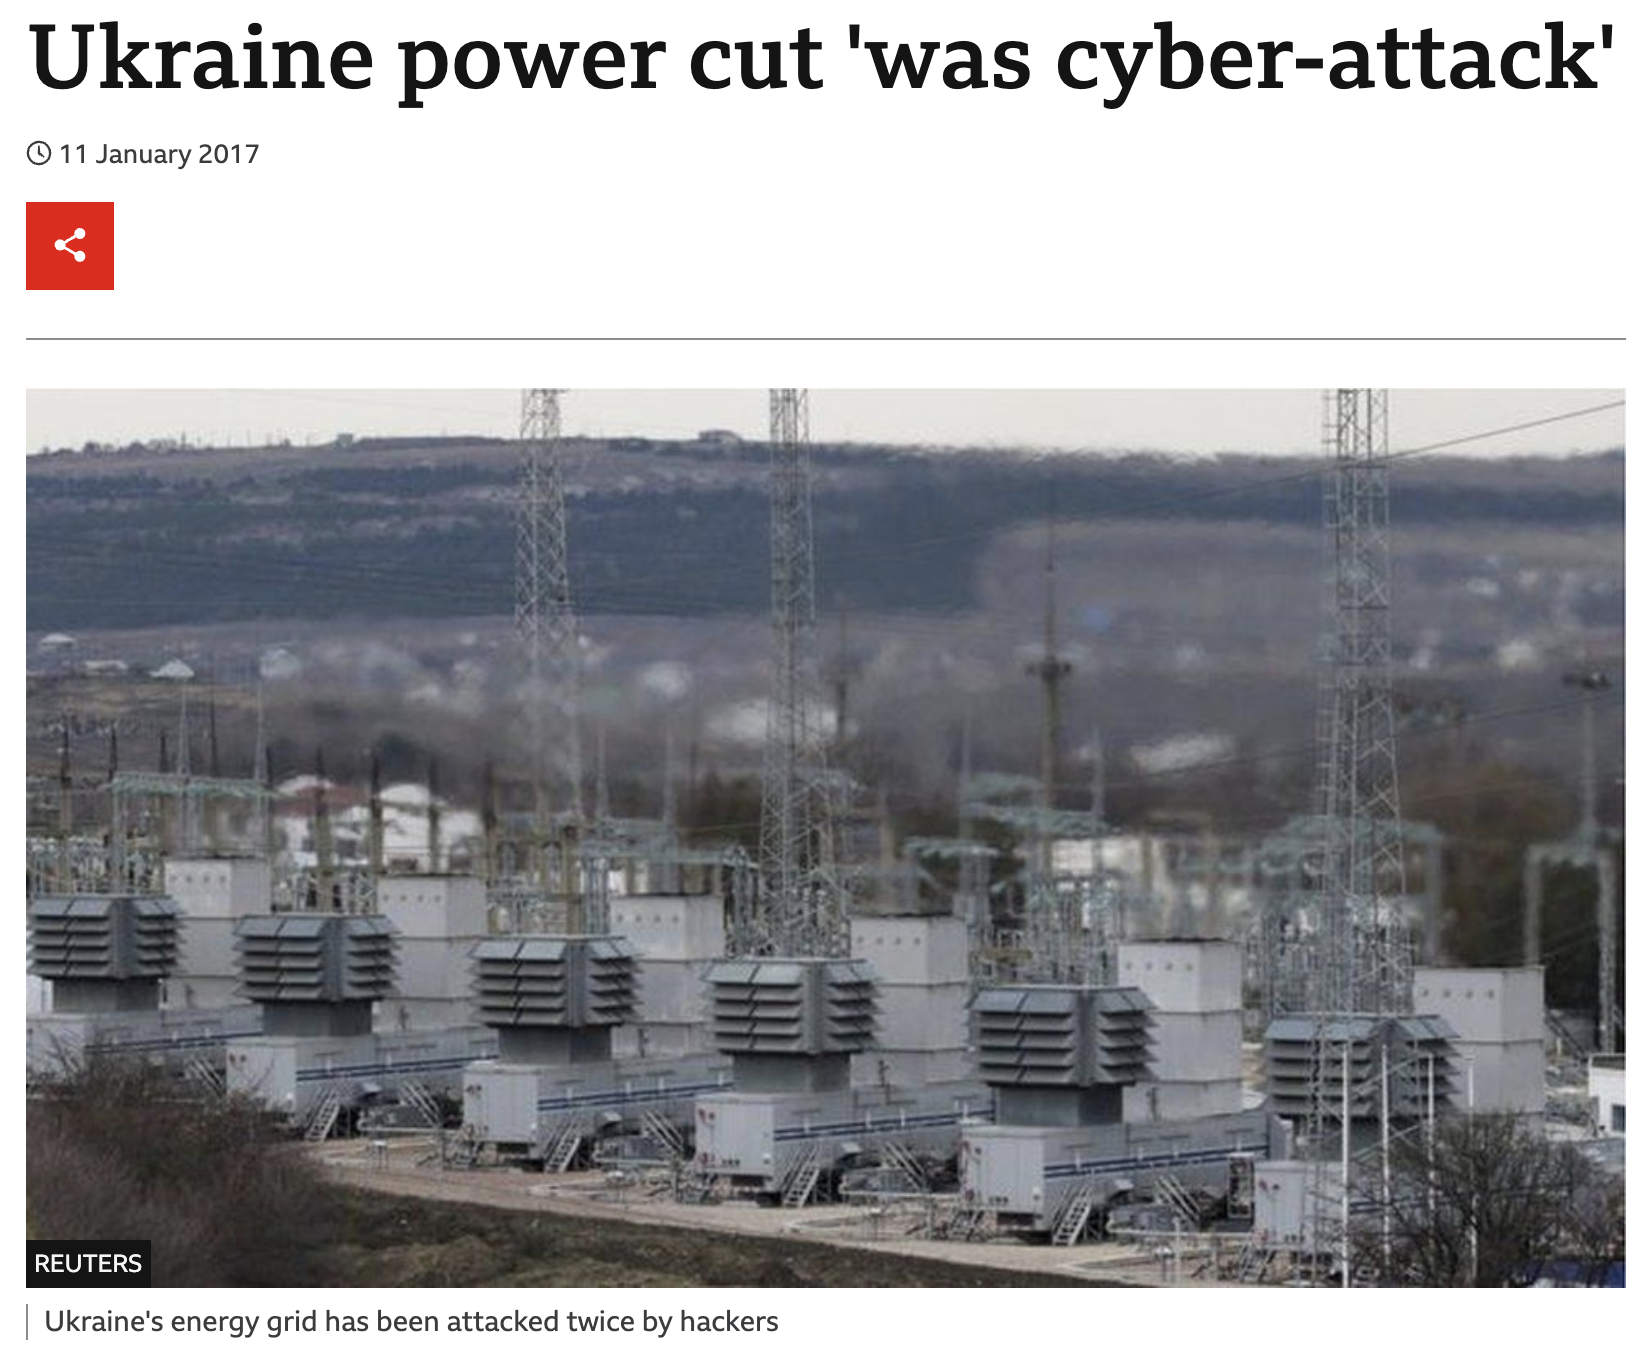 Ukraine power cut 'was cyber-attack'
11 January 2017
REUTERS
Ukraine's energy grid has been attacked twice by hackers